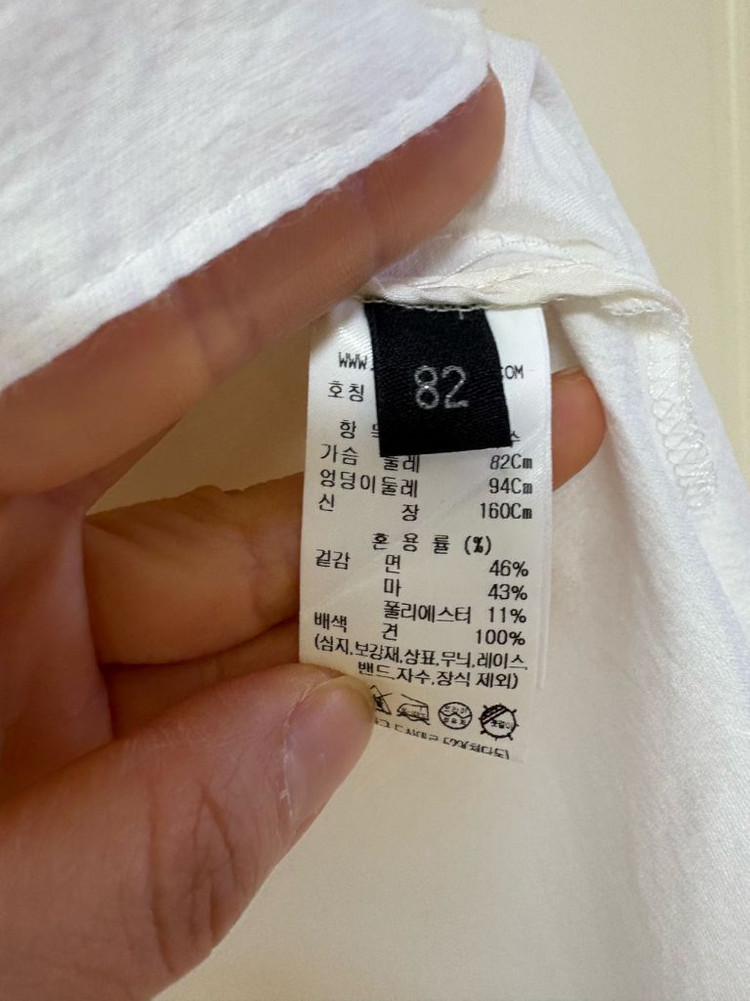 WWW. COM
82
호칭
항
가슴 둘레 82Cm
엉덩이둘레 94Cm
신 장 160Cm
혼 용 률 (%)
겉감 면 46%
마 43%
폴리에스터 11%
배색 견 100%
(심지,보강재,상표,무늬,레이스
밴드,자수,장식 제외)